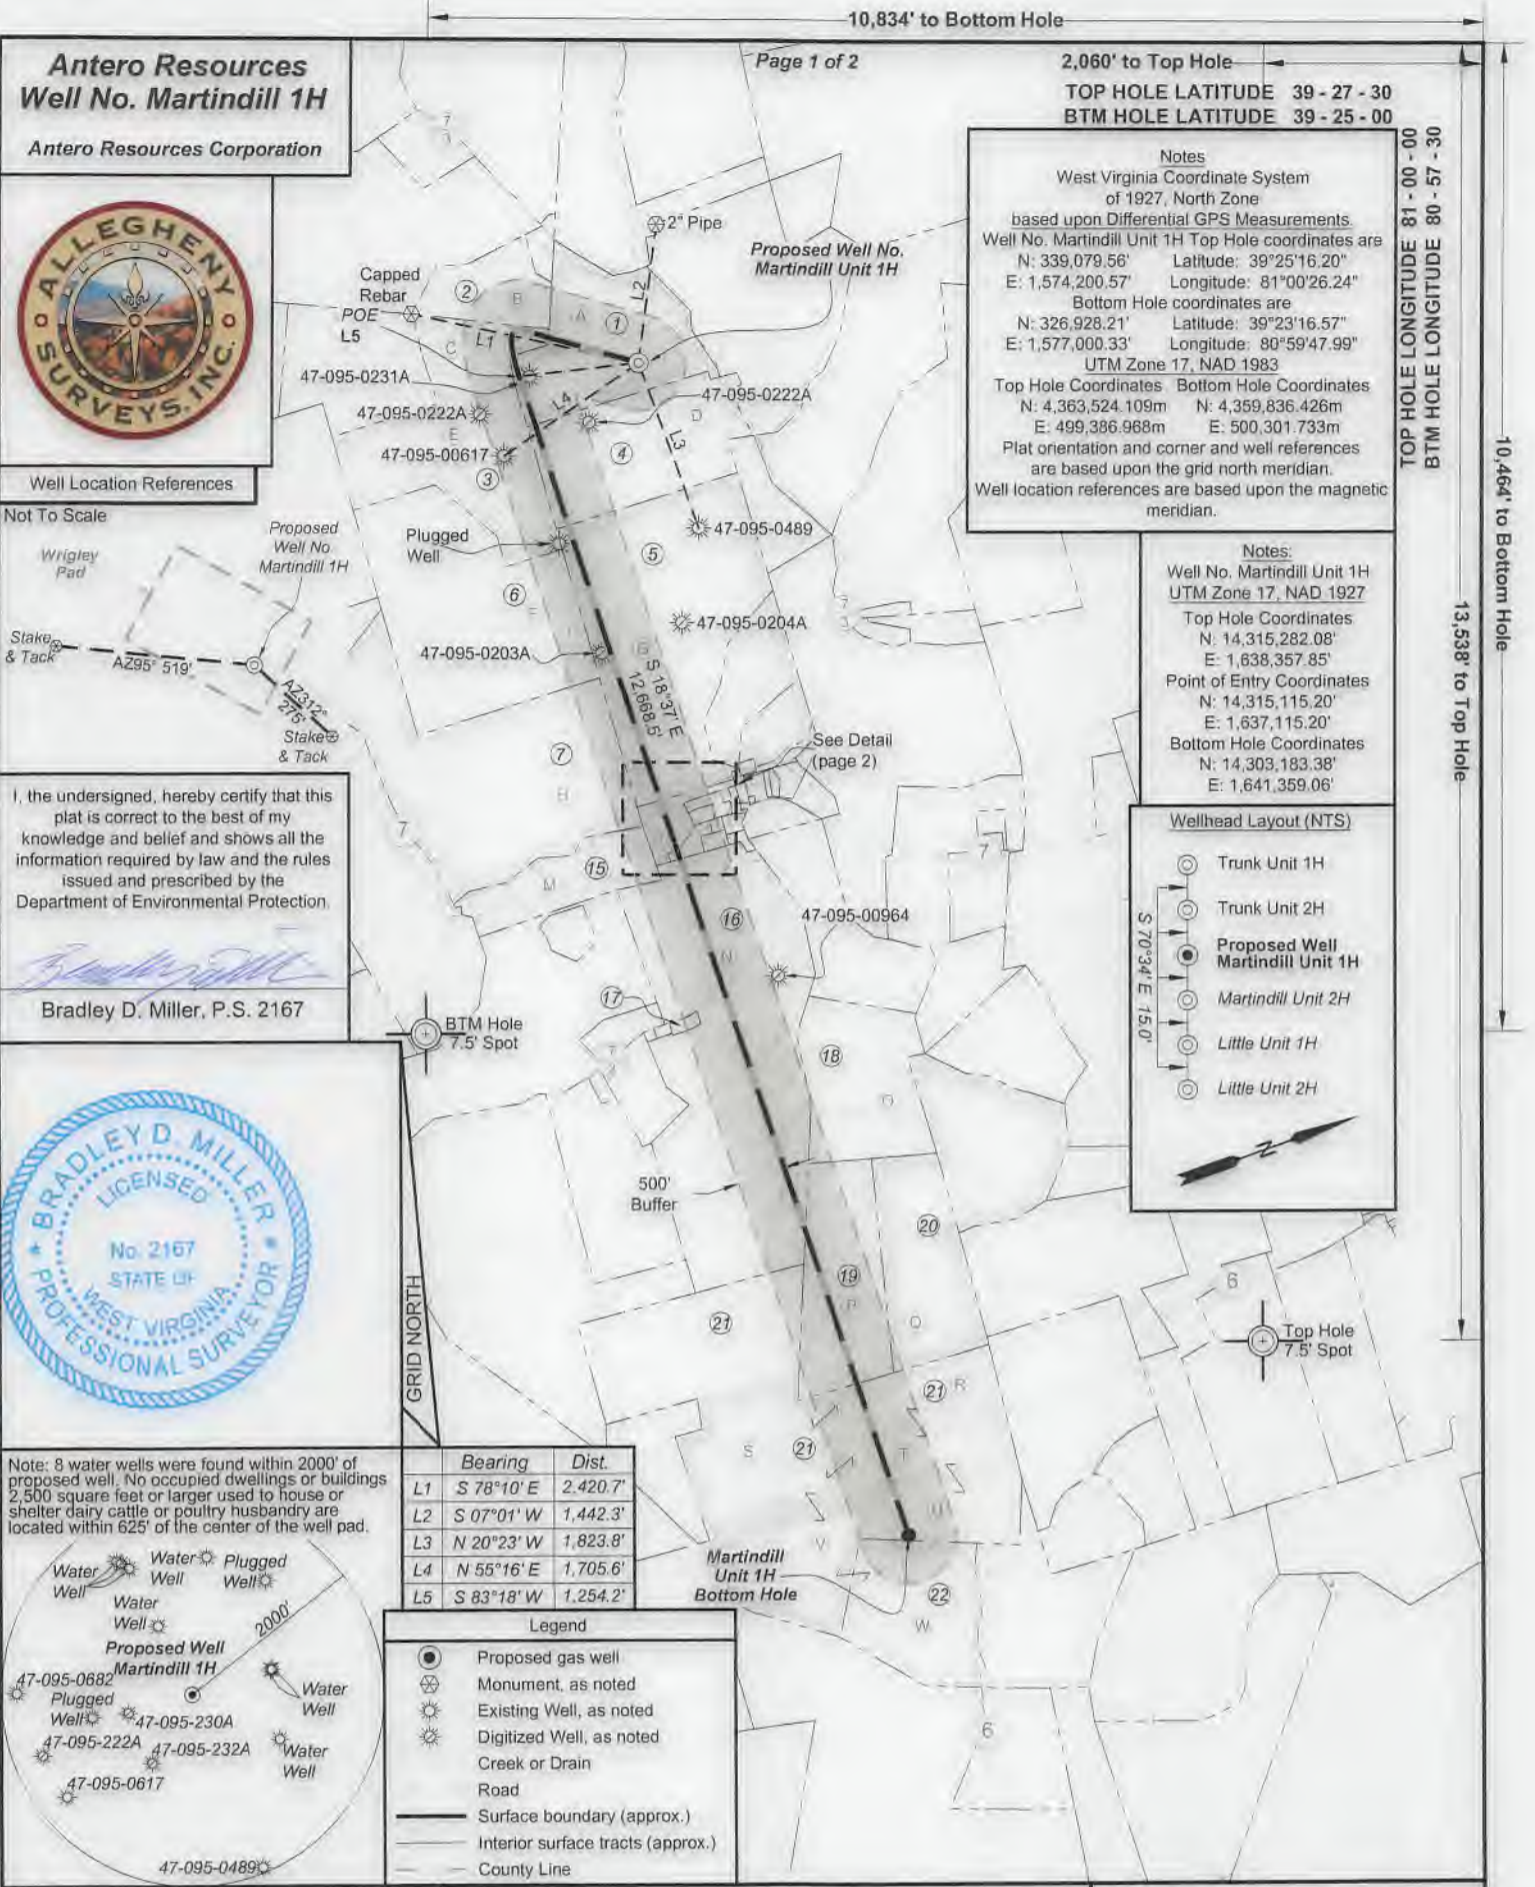 10,834' to Bottom Hole
Antero Resources
Well No. Martindill 1H
Antero Resources Corporation
Page 1 of 2
2,060' to Top Hole
TOP HOLE LATITUDE 39 - 27 - 30
BTM HOLE LATITUDE 39 - 25 - 00
TOP HOLE LONGITUDE 81 - 00 - 00
BTM HOLE LONGITUDE 80 - 57 - 30
10,464' to Bottom Hole
13,538' to Top Hole
Notes
West Virginia Coordinate System
of 1927, North Zone
based upon Differential GPS Measurements.
Well No. Martindill Unit 1H Top Hole coordinates are
N: 339,079.56' Latitude: 39°25'16.20"
E: 1,574,200.57' Longitude: 81°00'26.24"
Bottom Hole coordinates are
N: 326,928.21' Latitude: 39°23'16.57"
E: 1,577,000.33' Longitude: 80°59'47.99"
UTM Zone 17, NAD 1983
Top Hole Coordinates Bottom Hole Coordinates
N: 4,363,524.109m N: 4,359,836.426m
E: 499,386.968m E: 500,301.733m
Plat orientation and corner and well references
are based upon the grid north meridian.
Well location references are based upon the magnetic
meridian.
Notes:
Well No. Martindill Unit 1H
UTM Zone 17, NAD 1927
Top Hole Coordinates
N: 14,315,282.08'
E: 1,638,357.85'
Point of Entry Coordinates
N: 14,315,115.20'
E: 1,637,115.20'
Bottom Hole Coordinates
N: 14,303,183.38'
E: 1,641,359.06'
Wellhead Layout (NTS)
Trunk Unit 1H
Trunk Unit 2H
Proposed Well
Martindill Unit 1H
Martindill Unit 2H
Little Unit 1H
Little Unit 2H
S 70°34' E 15.0'
N
ALLEGHENY
SURVEYS, INC.
Well Location References
Not To Scale
Wrigley
Pad
Proposed
Well No
Martindill 1H
Stake
& Tack
AZ95° 519'
AZ312°
275'
Stake
& Tack
I, the undersigned, hereby certify that this
plat is correct to the best of my
knowledge and belief and shows all the
information required by law and the rules
issued and prescribed by the
Department of Environmental Protection.
Bradley D. Miller, P.S. 2167
BRADLEY D. MILLER
LICENSED
No. 2167
STATE OF
WEST VIRGINIA
PROFESSIONAL SURVEYOR
GRID NORTH
2" Pipe
Proposed Well No.
Martindill Unit 1H
Capped
Rebar
POE
L5
L1
L2
L3
L4
47-095-0231A
47-095-0222A
47-095-0222A
47-095-00617
47-095-0489
Plugged
Well
47-095-0204A
47-095-0203A
S 18°37' E
12,668.5'
See Detail
(page 2)
47-095-00964
BTM Hole
7.5' Spot
500'
Buffer
Top Hole
7.5' Spot
Martindill
Unit 1H
Bottom Hole
1
2
3
4
5
6
7
15
16
17
18
19
20
21
21
21
22
A
B
C
D
E
F
G
H
M
N
O
P
Q
R
S
T
U
V
W
7
7
6
6
Bearing Dist.
L1 S 78°10' E 2,420.7'
L2 S 07°01' W 1,442.3'
L3 N 20°23' W 1,823.8'
L4 N 55°16' E 1,705.6'
L5 S 83°18' W 1,254.2'
Note: 8 water wells were found within 2000' of
proposed well. No occupied dwellings or buildings
2,500 square feet or larger used to house or
shelter dairy cattle or poultry husbandry are
located within 625' of the center of the well pad.
Water
Well
Water
Well
Plugged
Well
Water
Well
2000'
Proposed Well
Martindill 1H
47-095-0682
Plugged
Well
47-095-230A
47-095-222A
47-095-232A
47-095-0617
Water
Well
Water
Well
47-095-0489
Legend
Proposed gas well
Monument, as noted
Existing Well, as noted
Digitized Well, as noted
Creek or Drain
Road
Surface boundary (approx.)
Interior surface tracts (approx.)
County Line